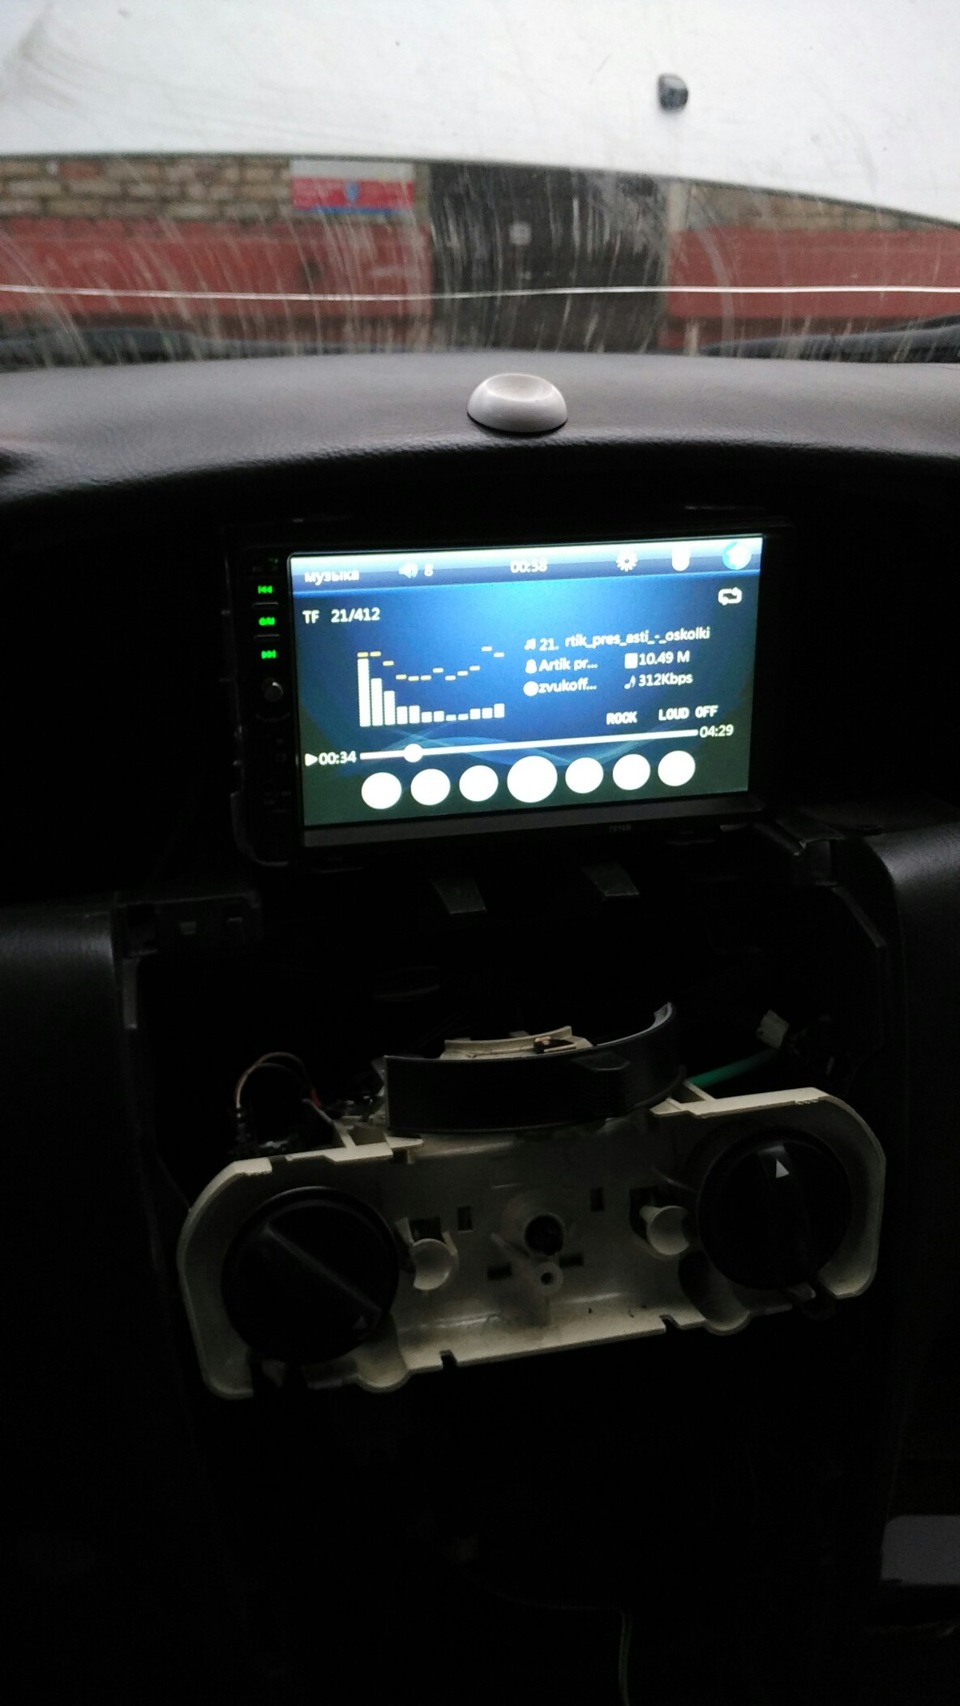 музыка 8 00:58
TF 21/412
21. rtik_pres_asti_-_oskolki
Artik pr... 10.49 M
zvukoff... 312Kbps
ROCK LOUD OFF
00:34 04:29